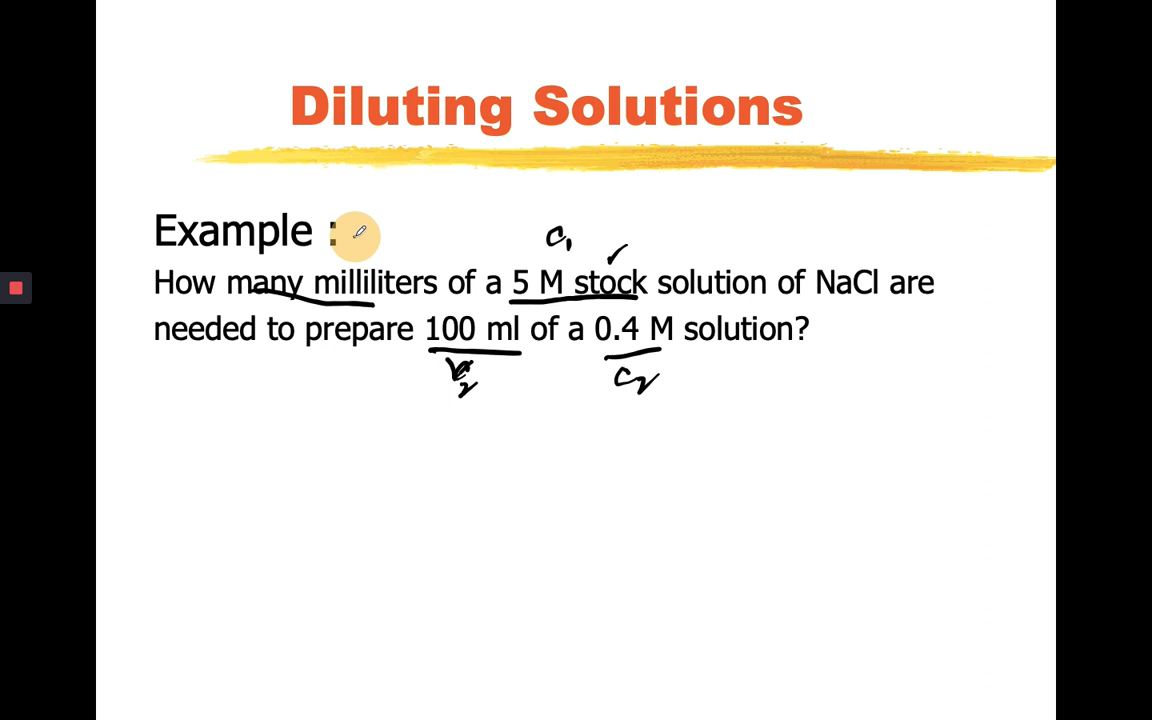 Diluting Solutions
Example :
C₁
How many milliliters of a 5 M stock solution of NaCl are
needed to prepare 100 ml of a 0.4 M solution?
V₂ C₂